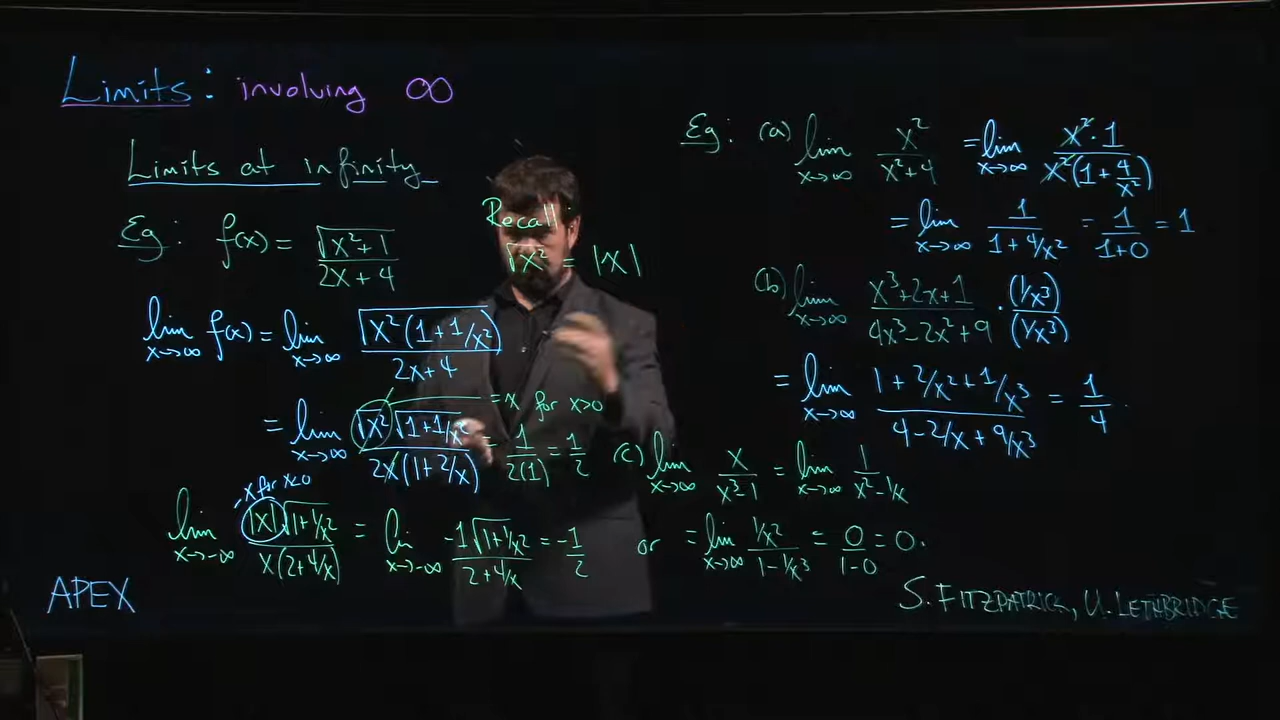 Limits: involving ∞
Limits at infinity
Eg: f(x) = √(x²+1) / (2x+4)
Recall:
√x² = |x|
lim x→∞ f(x) = lim x→∞ √(x²(1+1/x²)) / (2x+4)
= lim x→∞ √x² √(1+1/x²) / (2x(1+2/x)) = 1/(2(1)) = 1/2
= x for x>0
-x for x<0
lim x→-∞ |x|√(1+1/x²) / (x(2+4/x)) = lim x→-∞ -1√(1+1/x²) / (2+4/x) = -1/2
Eg: (a) lim x→∞ x²/(x²+4) = lim x→∞ x²·1 / (x²(1+4/x²))
= lim x→∞ 1/(1+4/x²) = 1/(1+0) = 1
(b) lim x→∞ (x³+2x+1)/(4x³-2x²+9) · (1/x³)/(1/x³)
= lim x→∞ (1+2/x²+1/x³)/(4-2/x+9/x³) = 1/4.
(c) lim x→∞ x/(x³-1) = lim x→∞ 1/(x²-1/x)
or = lim x→∞ (1/x²)/(1-1/x³) = 0/(1-0) = 0.
APEX
S. FITZPATRICK, U. LETHBRIDGE